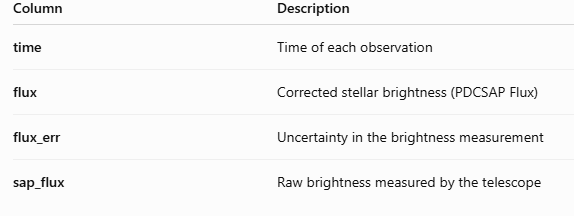 Column Description
time Time of each observation
flux Corrected stellar brightness (PDCSAP Flux)
flux_err Uncertainty in the brightness measurement
sap_flux Raw brightness measured by the telescope